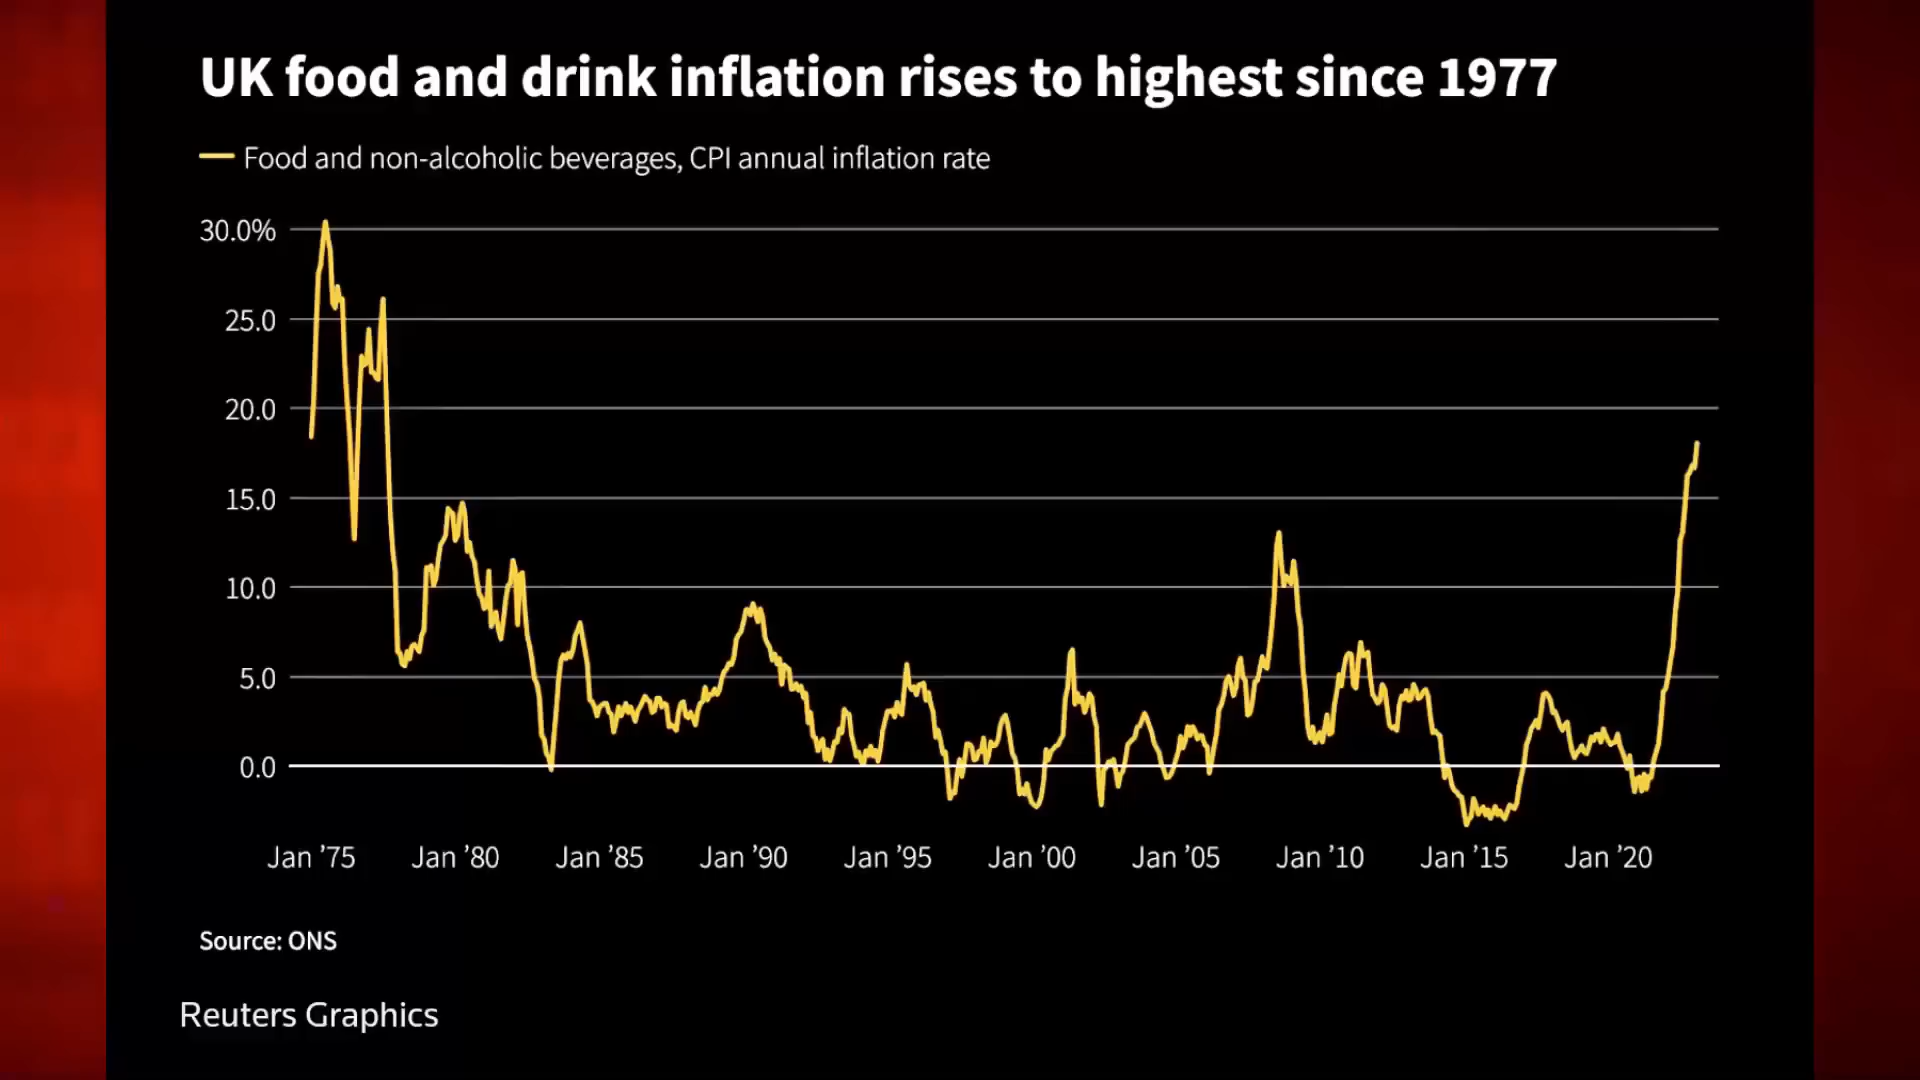 UK food and drink inflation rises to highest since 1977
Food and non-alcoholic beverages, CPI annual inflation rate
30.0%
25.0
20.0
15.0
10.0
5.0
0.0
Jan ’75 Jan ’80 Jan ’85 Jan ’90 Jan ’95 Jan ’00 Jan ’05 Jan ’10 Jan ’15 Jan ’20
Source: ONS
Reuters Graphics